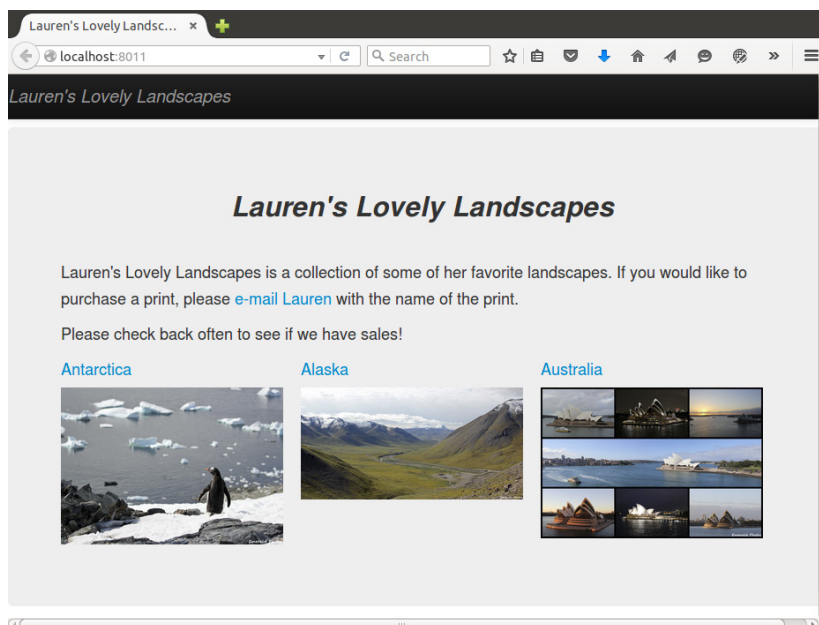 Lauren's Lovely Landsc...
localhost:8011
Search
Lauren's Lovely Landscapes
Lauren's Lovely Landscapes
Lauren's Lovely Landscapes is a collection of some of her favorite landscapes. If you would like to
purchase a print, please e-mail Lauren with the name of the print.
Please check back often to see if we have sales!
Antarctica
Alaska
Australia